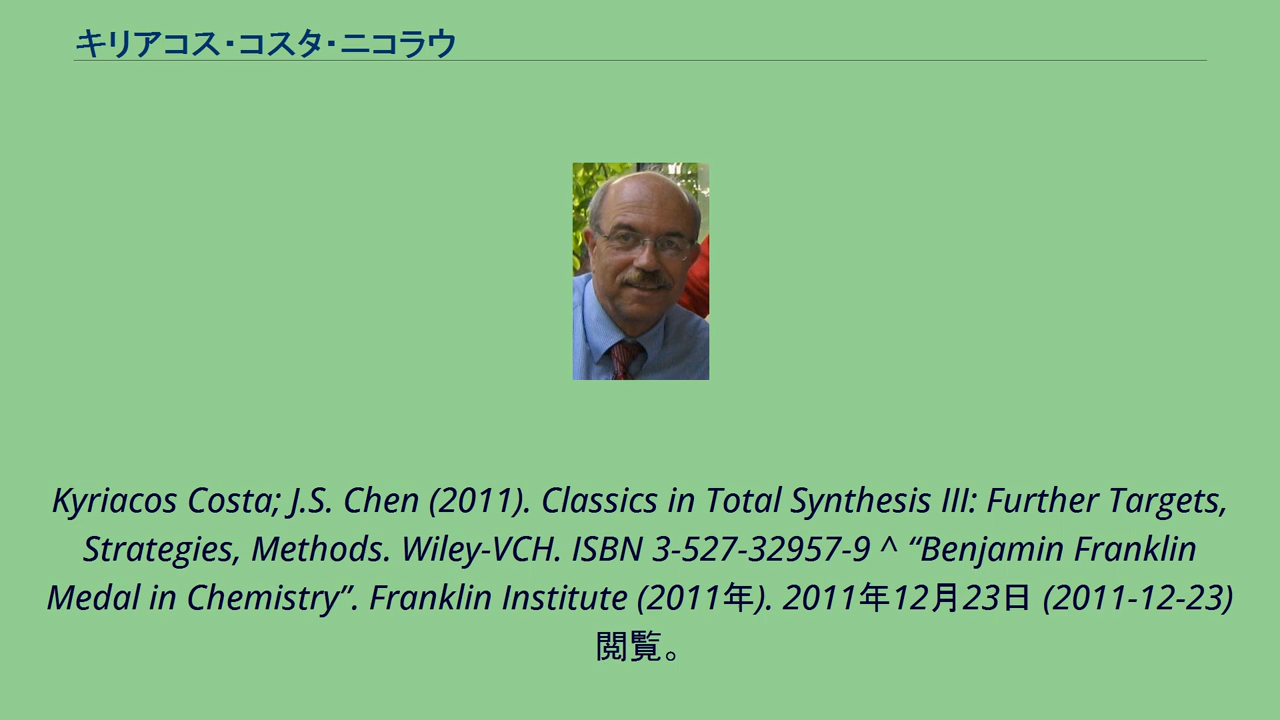 キリアコス・コスタ・ニコラウ
Kyriacos Costa; J.S. Chen (2011). Classics in Total Synthesis III: Further Targets,
Strategies, Methods. Wiley-VCH. ISBN 3-527-32957-9 ^ “Benjamin Franklin
Medal in Chemistry”. Franklin Institute (2011年). 2011年12月23日 (2011-12-23)
閲覧。